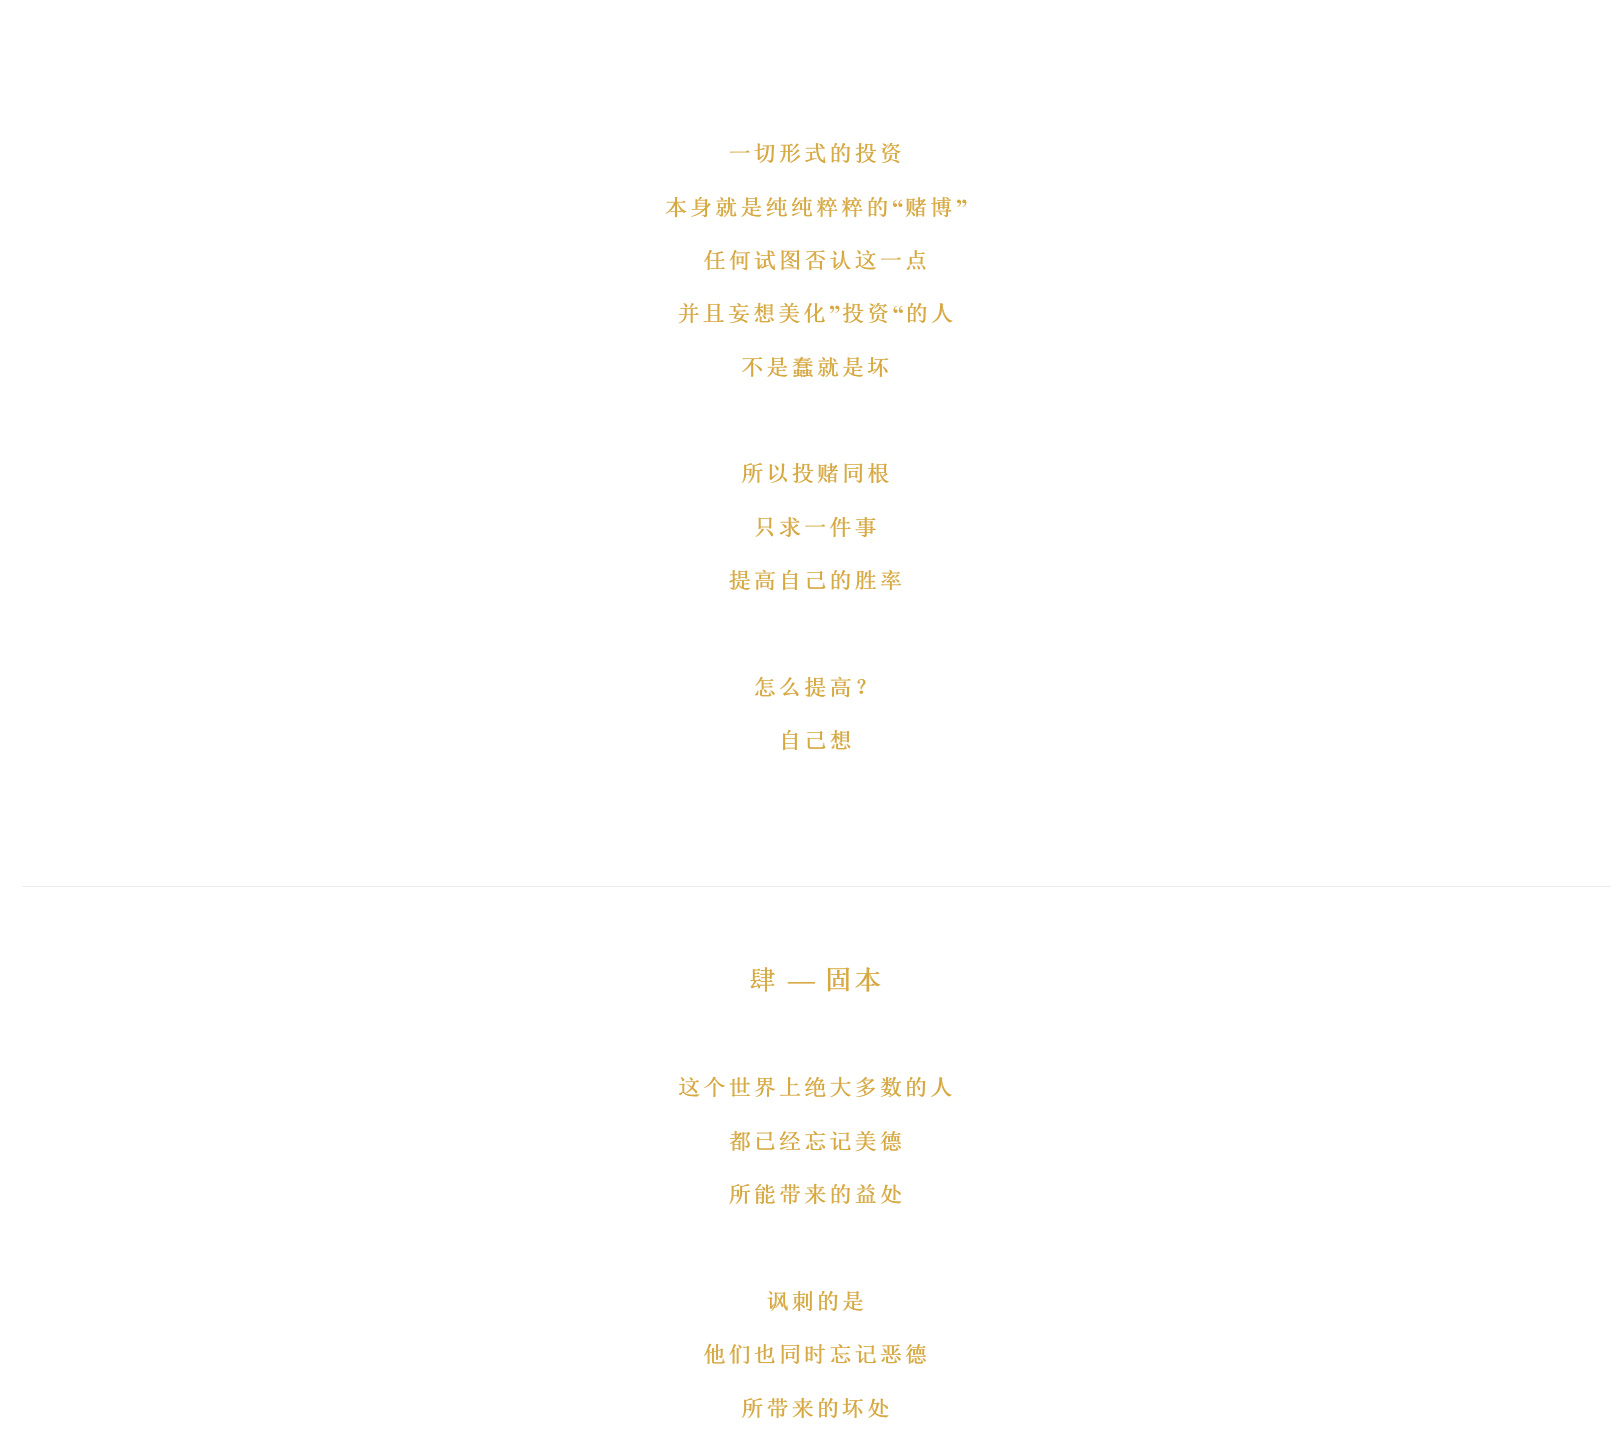 一切形式的投资
本身就是纯纯粹粹的“赌博”
任何试图否认这一点
并且妄想美化”投资“的人
不是蠢就是坏
所以投赌同根
只求一件事
提高自己的胜率
怎么提高？
自己想
肆 — 固本
这个世界上绝大多数的人
都已经忘记美德
所能带来的益处
讽刺的是
他们也同时忘记恶德
所带来的坏处